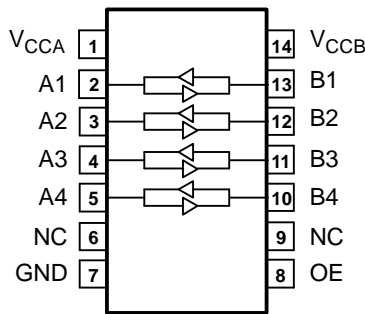 VCCA 1 14 VCCB
A1 2 13 B1
A2 3 12 B2
A3 4 11 B3
A4 5 10 B4
NC 6 9 NC
GND 7 8 OE